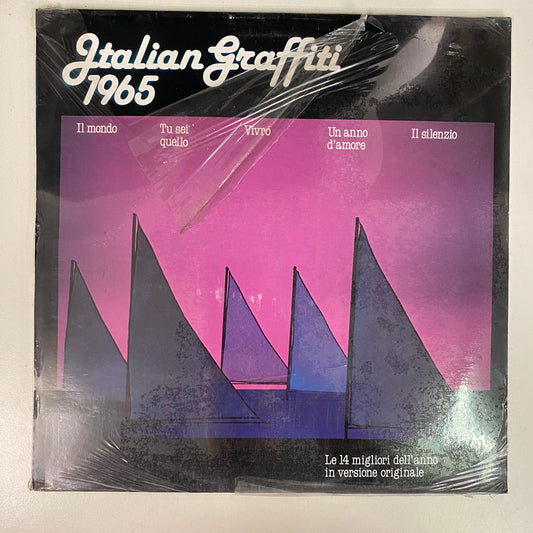 Italian Graffiti
1965
Il mondo
Tu sei
quello
Vivrò
Un anno
d'amore
Il silenzio
Le 14 migliori dell'anno
in versione originale